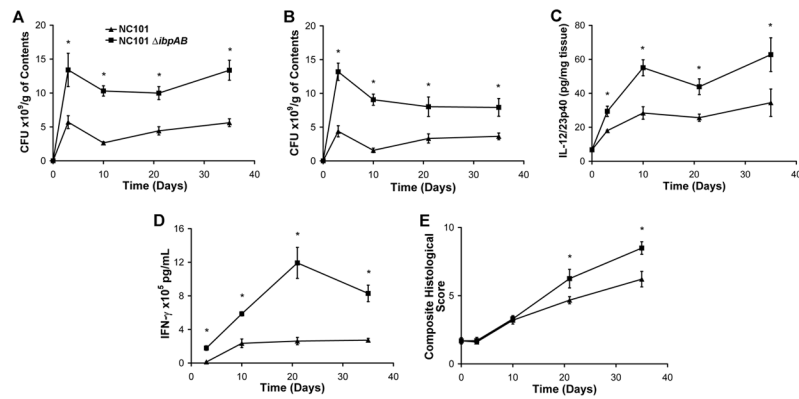 A
NC101
NC101 ΔibpAB
CFU x10⁹/g of Contents
20
15
10
5
0
* * * *
0 10 20 30 40
Time (Days)
B
CFU x10⁹/g of Contents
20
15
10
5
0
* * * *
0 10 20 30 40
Time (Days)
C
IL-12/23p40 (pg/mg tissue)
80
60
40
20
0
* * * *
0 10 20 30 40
Time (Days)
D
IFN-γ x10⁵ pg/mL
16
12
8
4
0
* * * *
0 10 20 30 40
Time (Days)
E
Composite Histological
Score
10
5
0
* *
0 10 20 30 40
Time (Days)